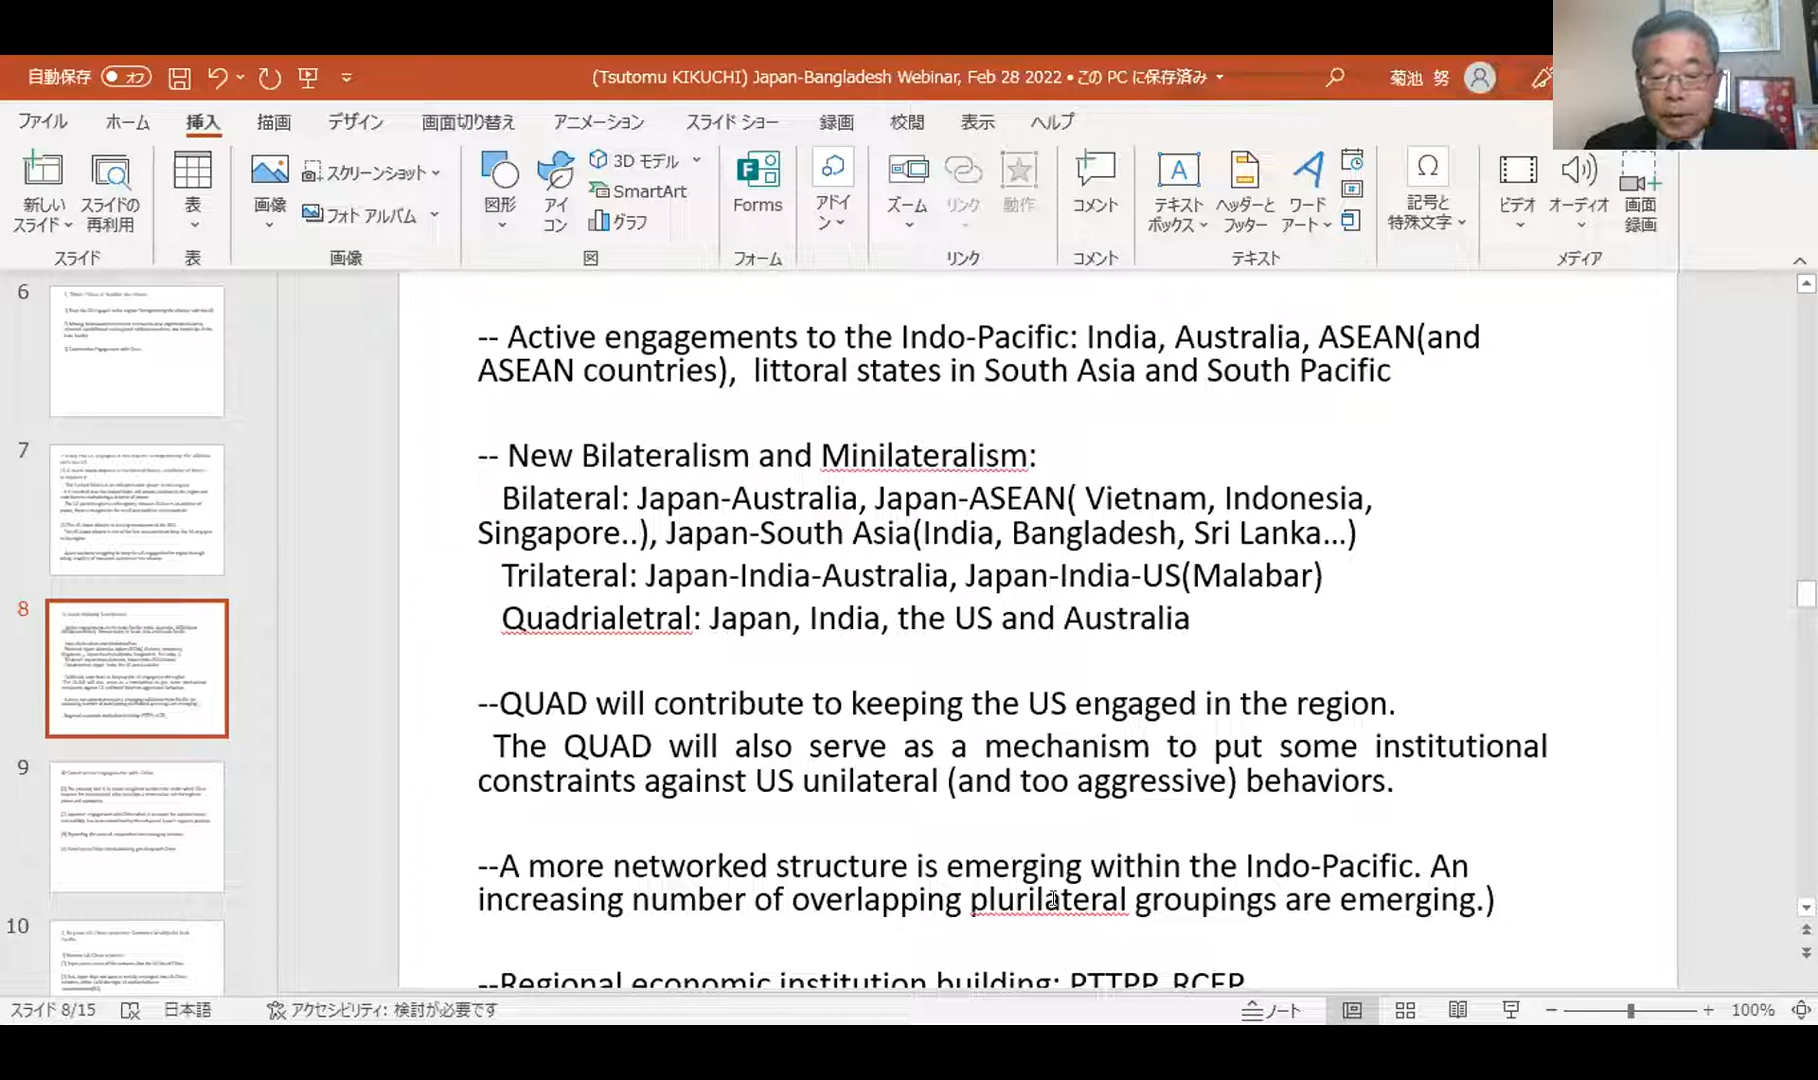 自動保存 オフ (Tsutomu KIKUCHI) Japan-Bangladesh Webinar, Feb 28 2022 • この PC に保存済み 菊池 努
ファイル ホーム 挿入 描画 デザイン 画面切り替え アニメーション スライド ショー 録画 校閲 表示 ヘルプ
新しい
スライド
スライドの
再利用
スライド
表
表
画像
スクリーンショット
フォト アルバム
画像
図形
アイ
コン
3D モデル
SmartArt
グラフ
図
Forms
フォーム
アドイ
ン
ズーム
リンク
動作
リンク
コメント
コメント
テキスト
ボックス
ヘッダーと
フッター
ワード
アート
テキスト
記号と
特殊文字
ビデオ
オーディオ
画面
録画
メディア
6
7
8
9
10
-- Active engagements to the Indo-Pacific: India, Australia, ASEAN(and
ASEAN countries), littoral states in South Asia and South Pacific
-- New Bilateralism and Minilateralism:
Bilateral: Japan-Australia, Japan-ASEAN( Vietnam, Indonesia,
Singapore..), Japan-South Asia(India, Bangladesh, Sri Lanka...)
Trilateral: Japan-India-Australia, Japan-India-US(Malabar)
Quadrialetral: Japan, India, the US and Australia
--QUAD will contribute to keeping the US engaged in the region.
The QUAD will also serve as a mechanism to put some institutional
constraints against US unilateral (and too aggressive) behaviors.
--A more networked structure is emerging within the Indo-Pacific. An
increasing number of overlapping plurilateral groupings are emerging.)
--Regional economic institution building: PTTPP, RCEP
スライド 8/15 日本語 アクセシビリティ: 検討が必要です ノート 100%